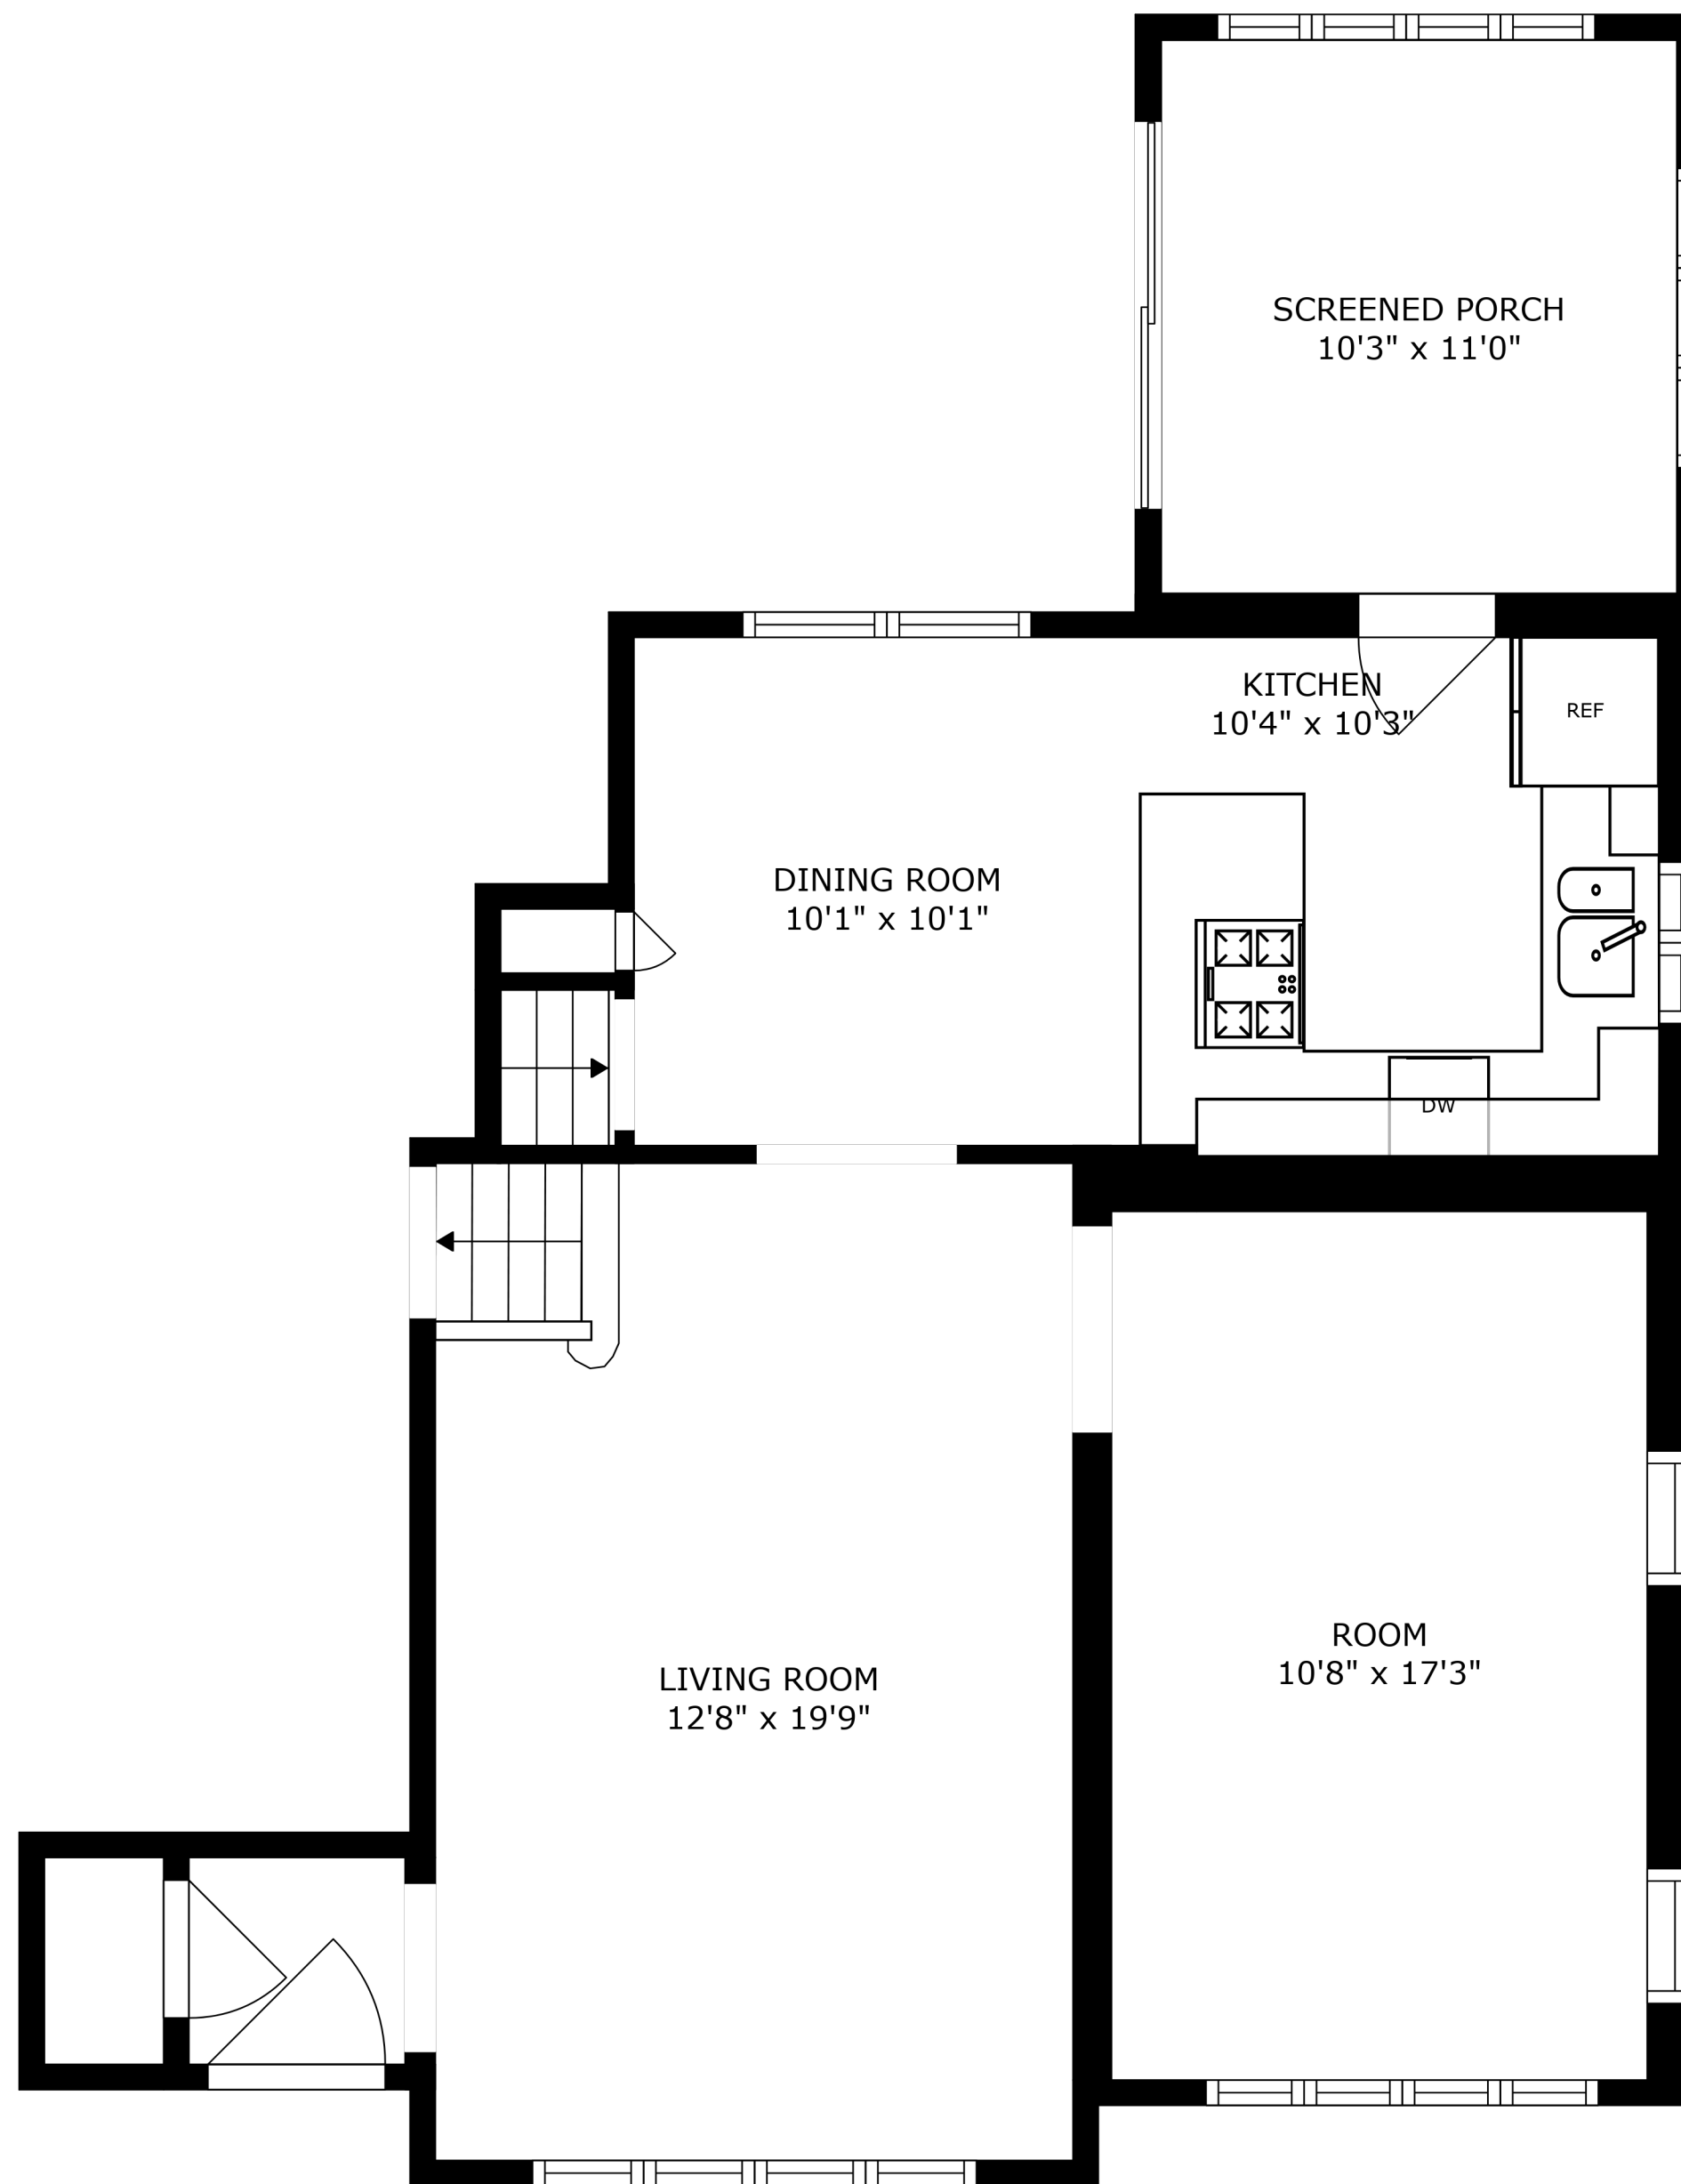 SCREENED PORCH
10'3" x 11'0"
KITCHEN
10'4" x 10'3"
REF
DINING ROOM
10'1" x 10'1"
DW
ROOM
10'8" x 17'3"
LIVING ROOM
12'8" x 19'9"